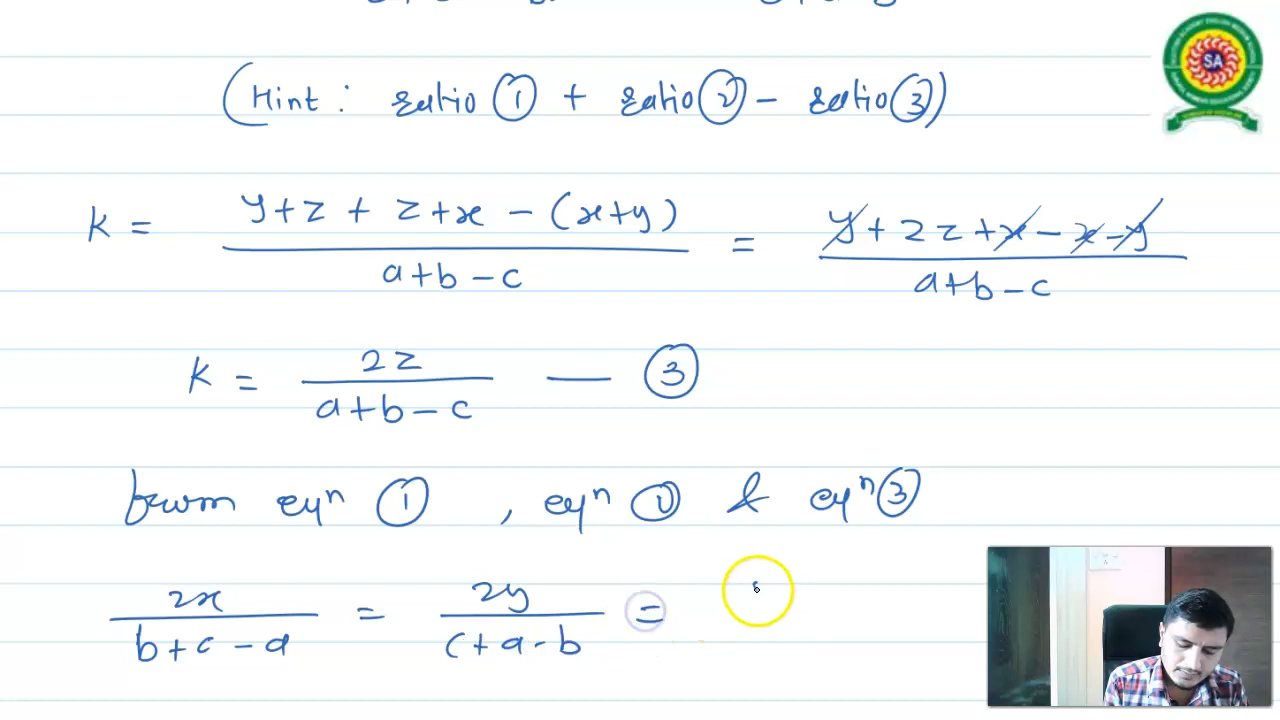 (Hint: ratio ① + ratio ② - ratio ③)
SA
K = y+z + z+x - (x+y) / a+b-c = y + 2z + x - x - y / a+b-c
K = 2z / a+b-c — ③
from eqⁿ ①, eqⁿ ② & eqⁿ ③
2x / b+c-a = 2y / c+a-b =